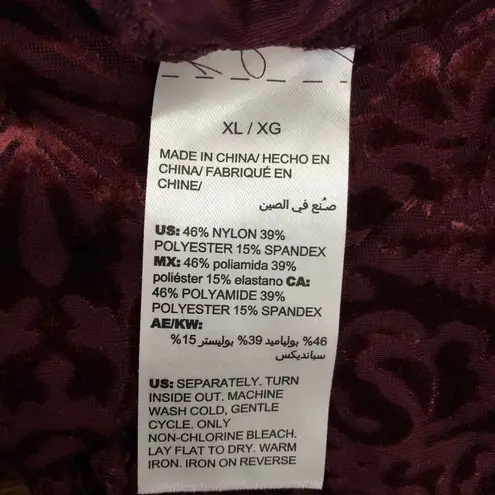 XL / XG
MADE IN CHINA/ HECHO EN
CHINA/ FABRIQUÉ EN
CHINE/
صُنع في الصين
US: 46% NYLON 39%
POLYESTER 15% SPANDEX
MX: 46% poliamida 39%
poliéster 15% elastano CA:
46% POLYAMIDE 39%
POLYESTER 15% SPANDEX
AE/KW:
46% بولياميد 39% بوليستر 15%
سبانديكس
US: SEPARATELY. TURN
INSIDE OUT. MACHINE
WASH COLD, GENTLE
CYCLE. ONLY
NON-CHLORINE BLEACH.
LAY FLAT TO DRY. WARM
IRON. IRON ON REVERSE